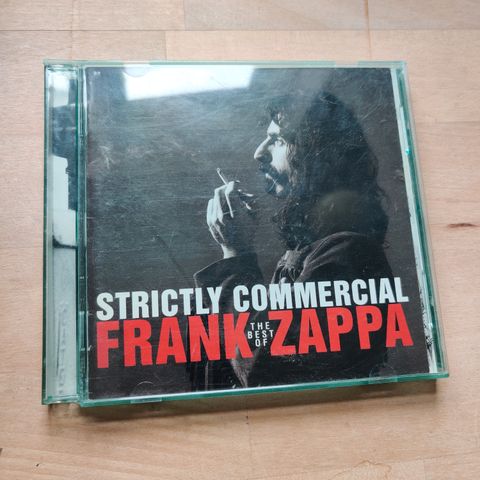 STRICTLY COMMERCIAL
FRANK THE BEST OF ZAPPA